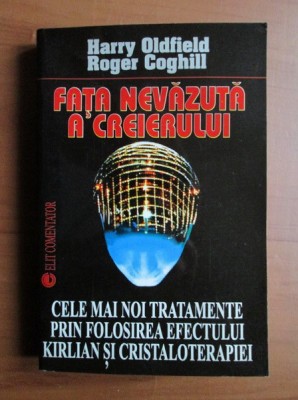 Harry Oldfield
Roger Coghill
FAȚA NEVĂZUTĂ
A CREIERULUI
ELIT COMENTATOR
CELE MAI NOI TRATAMENTE
PRIN FOLOSIREA EFECTULUI
KIRLIAN ȘI CRISTALOTERAPIEI